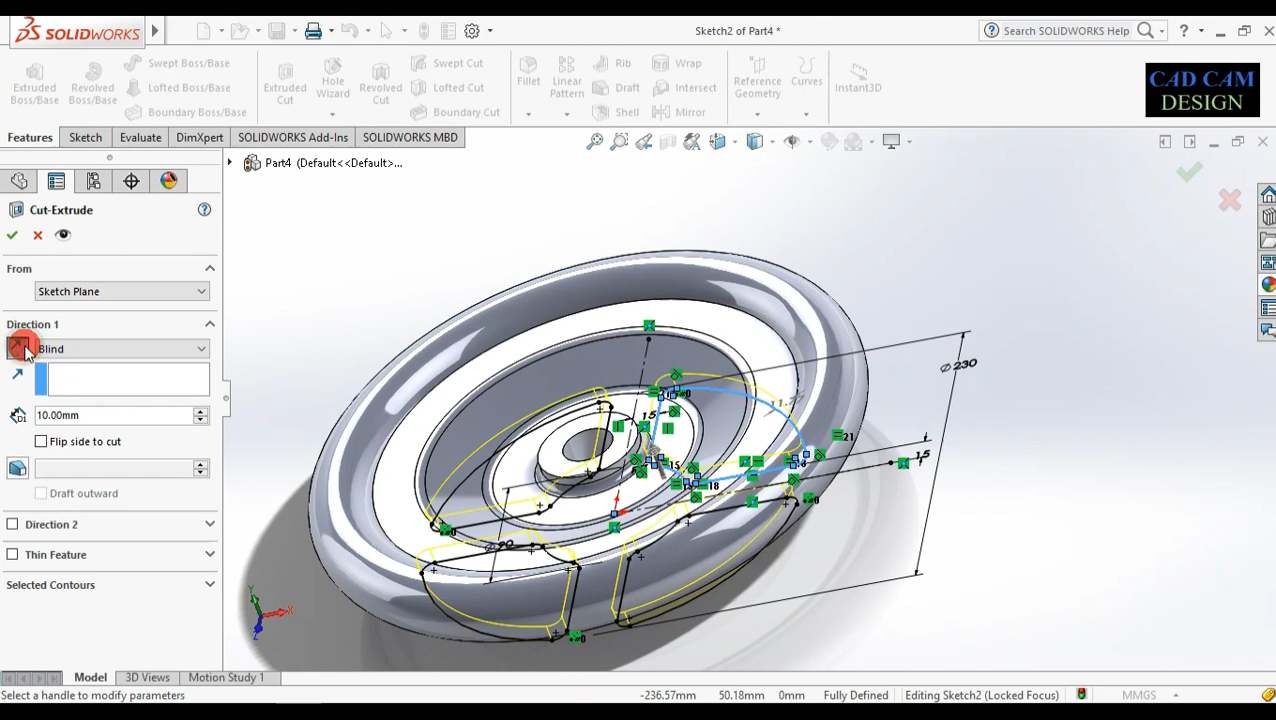 SOLIDWORKS
Sketch2 of Part4 *
Search SOLIDWORKS Help
Extruded Boss/Base
Revolved Boss/Base
Swept Boss/Base
Lofted Boss/Base
Boundary Boss/Base
Extruded Cut
Hole Wizard
Revolved Cut
Swept Cut
Lofted Cut
Boundary Cut
Fillet
Linear Pattern
Rib
Draft
Shell
Wrap
Intersect
Mirror
Reference Geometry
Curves
Instant3D
CAD CAM
DESIGN
Features
Sketch
Evaluate
DimXpert
SOLIDWORKS Add-Ins
SOLIDWORKS MBD
Part4 (Default<<Default>...
Cut-Extrude
From
Sketch Plane
Direction 1
Blind
10.00mm
Flip side to cut
Draft outward
Direction 2
Thin Feature
Selected Contours
Ø 230
15
21
15
15
18
Ø90
Y
X
Z
Model
3D Views
Motion Study 1
Select a handle to modify parameters
-236.57mm
50.18mm
0mm
Fully Defined
Editing Sketch2 (Locked Focus)
MMGS